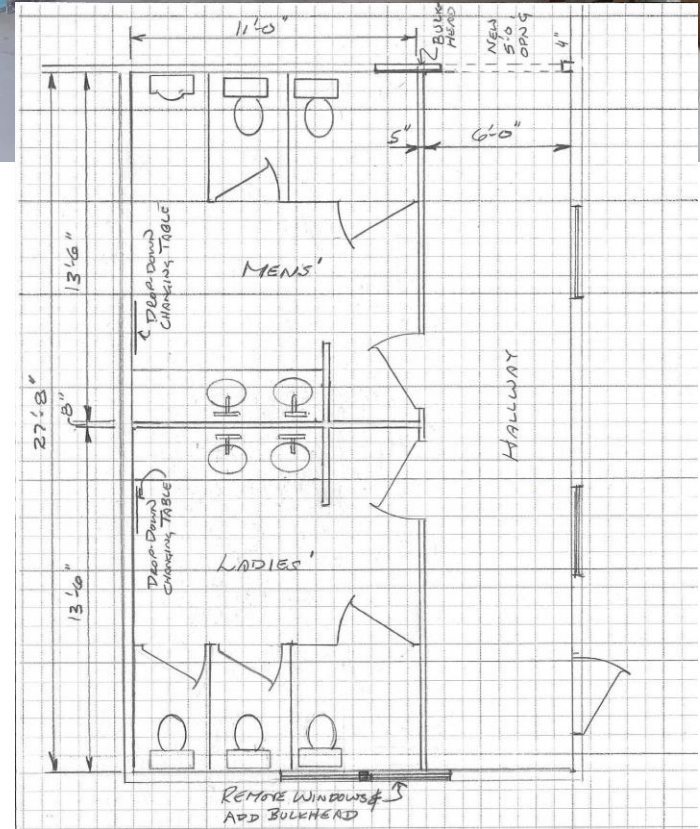 11'-0"
BULK
HEAD
NEW
5'-0"
OPN'G
4"
5"
6'-0"
13'-6"
DROP-DOWN
CHANGING TABLE
MENS'
27'-8"
8"
HALLWAY
DROP-DOWN
CHANGING TABLE
LADIES'
13'-6"
REMOVE WINDOWS &
ADD BULKHEAD